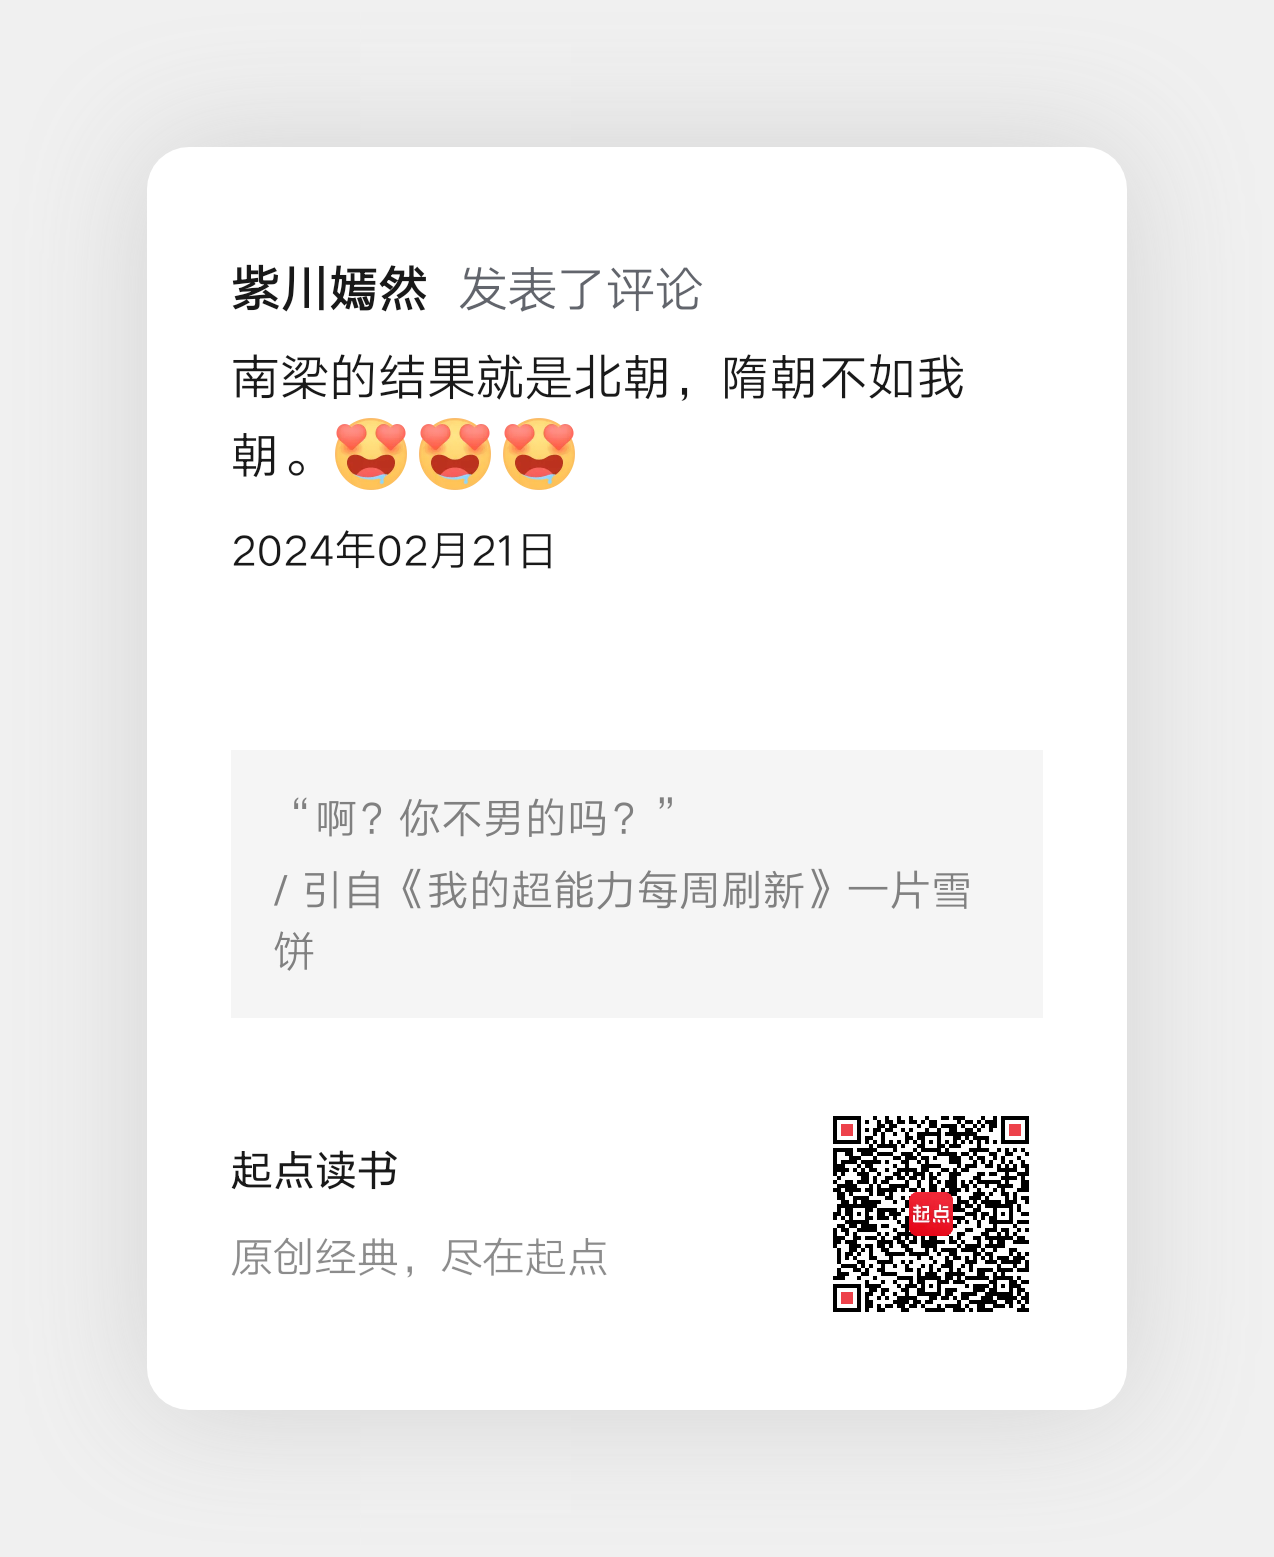 紫川嫣然 发表了评论
南梁的结果就是北朝，隋朝不如我
朝。😍😍😍
2024年02月21日
“啊？你不男的吗？”
/ 引自《我的超能力每周刷新》一片雪
饼
起点读书
原创经典，尽在起点
起点